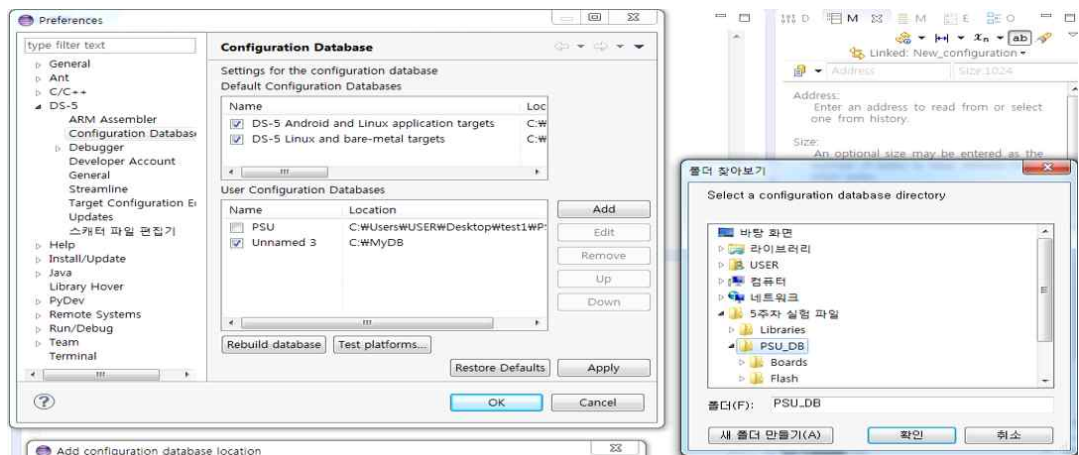 Preferences
type filter text
General
Ant
C/C++
DS-5
ARM Assembler
Configuration Databas
Debugger
Developer Account
General
Streamline
Target Configuration E
Updates
스캐터 파일 편집기
Help
Install/Update
Java
Library Hover
PyDev
Remote Systems
Run/Debug
Team
Terminal
Configuration Database
Settings for the configuration database
Default Configuration Databases
Name Loc
DS-5 Android and Linux application targets C:₩
DS-5 Linux and bare-metal targets C:₩
User Configuration Databases
Name Location
PSU C:₩Users₩USER₩Desktop₩test1₩P
Unnamed 3 C:₩MyDB
Add
Edit
Remove
Up
Down
Rebuild database Test platforms...
Restore Defaults Apply
OK Cancel
Add configuration database location
D M M E O
Linked: New_configuration
Address Size:1024
Address:
Enter an address to read from or select
one from history.
Size:
An optional size may be entered as the
폴더 찾아보기
Select a configuration database directory
바탕 화면
라이브러리
USER
컴퓨터
네트워크
5주차 실험 파일
Libraries
PSU_DB
Boards
Flash
폴더(F): PSU_DB
새 폴더 만들기(A) 확인 취소